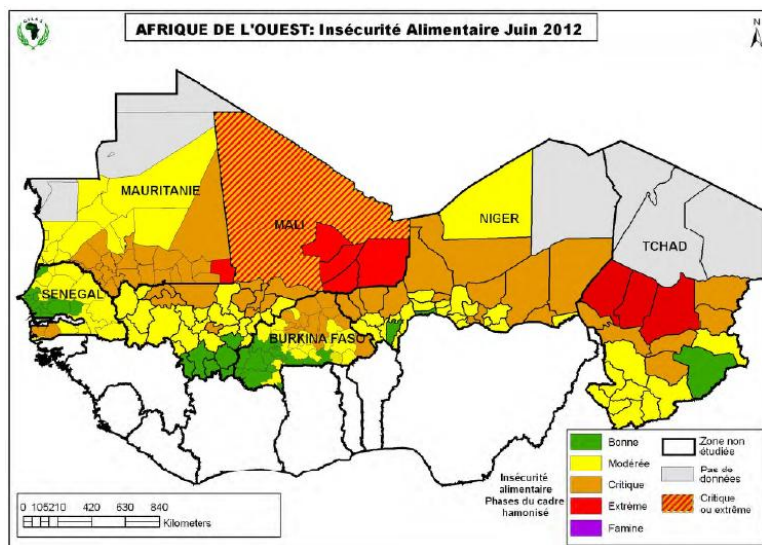 AFRIQUE DE L'OUEST: Insécurité Alimentaire Juin 2012
N
MAURITANIE
MALI
NIGER
TCHAD
SENEGAL
BURKINA FASO
Insécurité
alimentaire
Phases du cadre
hamonisé
Bonne
Modérée
Critique
Extrême
Famine
Zone non
étudiée
Pas de
données
Critique
ou extrême
0 105210 420 630 840
Kilometers